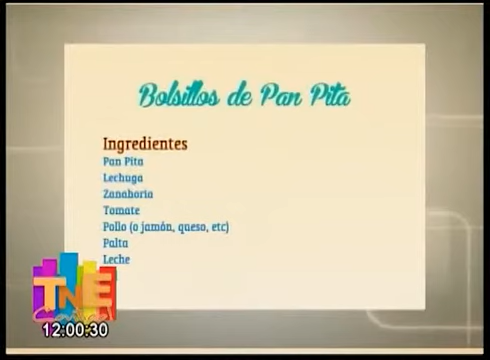 Bolsillos de Pan Pita
Ingredientes
Pan Pita
Lechuga
Zanahoria
Tomate
Pollo (o jamón, queso, etc)
Palta
Leche
TNE
12:00:30